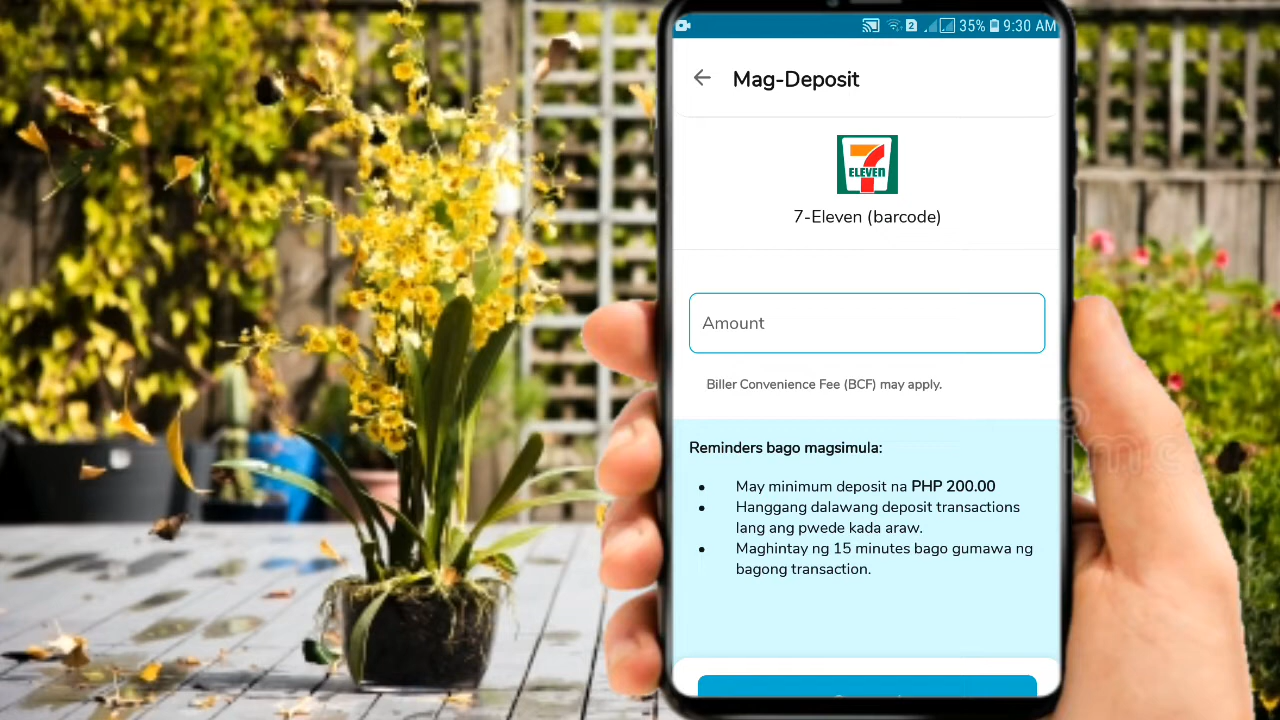 2 35% 9:30 AM
Mag-Deposit
7
ELEVEN
7-Eleven (barcode)
Amount
Biller Convenience Fee (BCF) may apply.
Reminders bago magsimula:
• May minimum deposit na PHP 200.00
• Hanggang dalawang deposit transactions
lang ang pwede kada araw.
• Maghintay ng 15 minutes bago gumawa ng
bagong transaction.